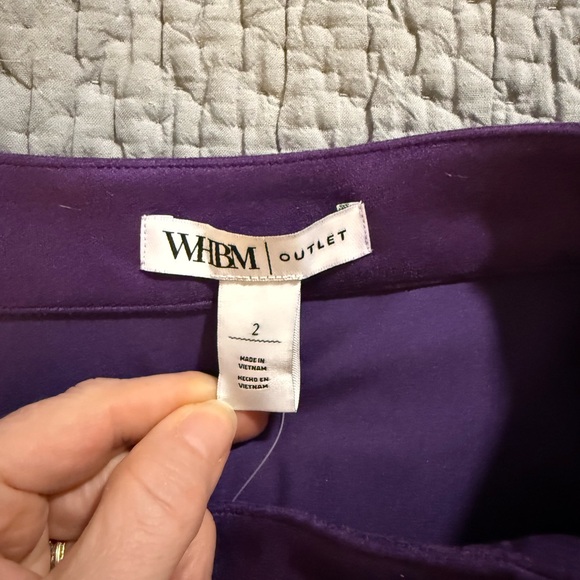 WHBM | OUTLET
2
MADE IN
VIETNAM
HECHO EN
VIETNAM